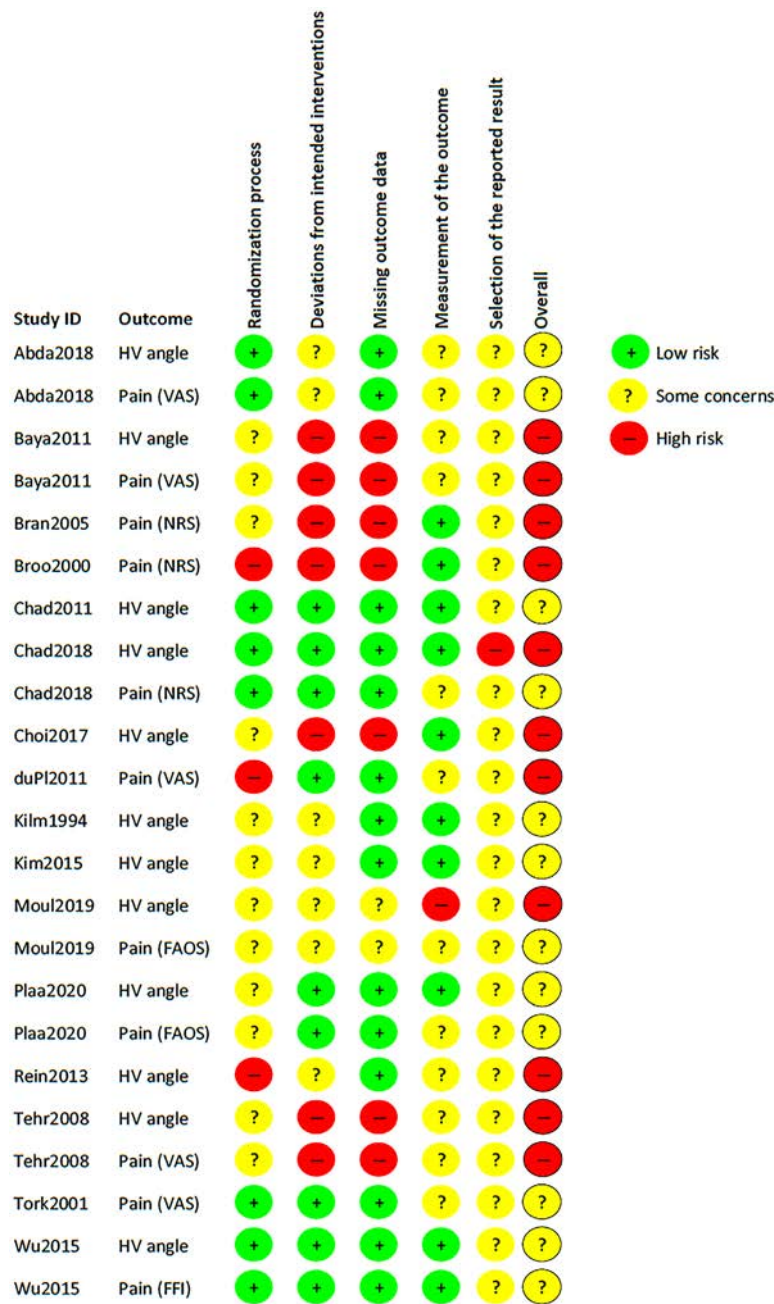 Randomization process
Deviations from intended interventions
Missing outcome data
Measurement of the outcome
Selection of the reported result
Overall
Study ID Outcome
Abda2018 HV angle + ? + ? ? ?
Abda2018 Pain (VAS) + ? + ? ? ?
Baya2011 HV angle ? − − ? ? −
Baya2011 Pain (VAS) ? − − ? ? −
Bran2005 Pain (NRS) ? − − + ? −
Broo2000 Pain (NRS) − − − + ? −
Chad2011 HV angle + + + + ? ?
Chad2018 HV angle + + + + − −
Chad2018 Pain (NRS) + + + ? ? ?
Choi2017 HV angle ? − − + ? −
duPl2011 Pain (VAS) − + + ? ? −
Kilm1994 HV angle ? ? + + ? ?
Kim2015 HV angle ? ? + + ? ?
Moul2019 HV angle ? ? ? − ? −
Moul2019 Pain (FAOS) ? ? ? ? ? ?
Plaa2020 HV angle ? + + + ? ?
Plaa2020 Pain (FAOS) ? + + ? ? ?
Rein2013 HV angle − ? + ? ? −
Tehr2008 HV angle ? − − ? ? −
Tehr2008 Pain (VAS) ? − − ? ? −
Tork2001 Pain (VAS) + + + ? ? ?
Wu2015 HV angle + + + + ? ?
Wu2015 Pain (FFI) + + + + ? ?
+ Low risk
? Some concerns
− High risk